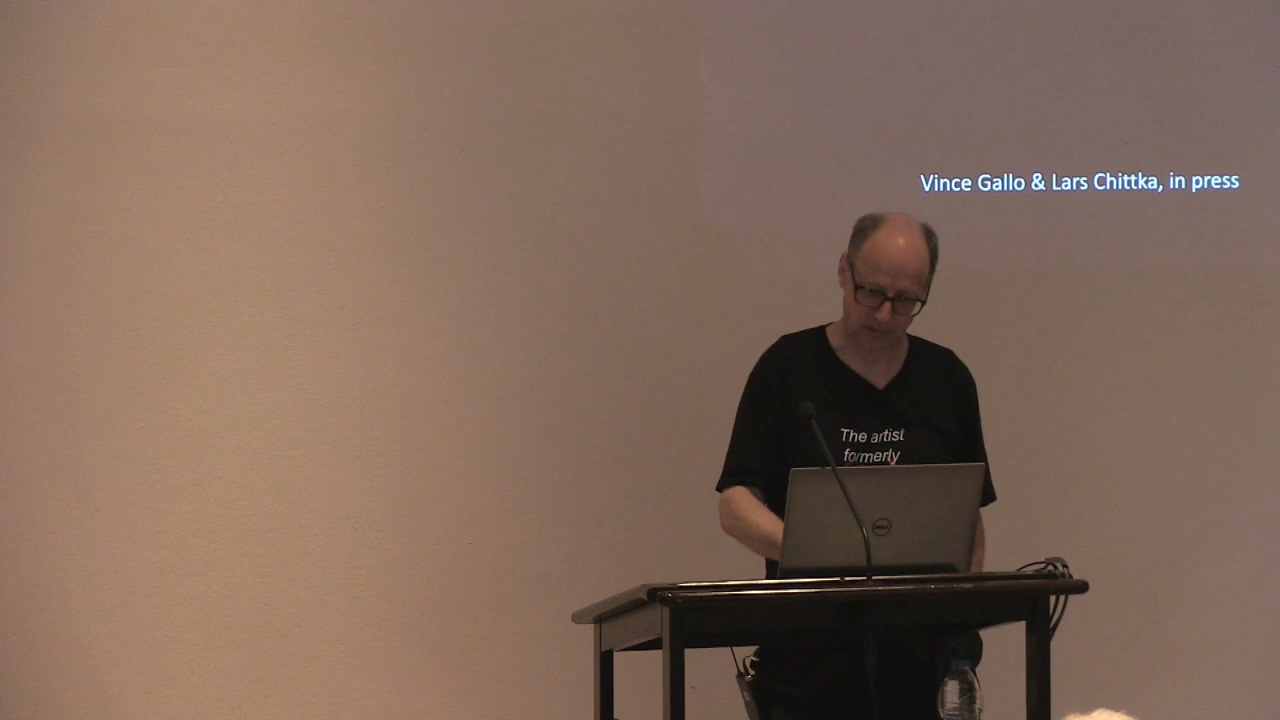 Vince Gallo & Lars Chittka, in press
The artist
formerly
DELL